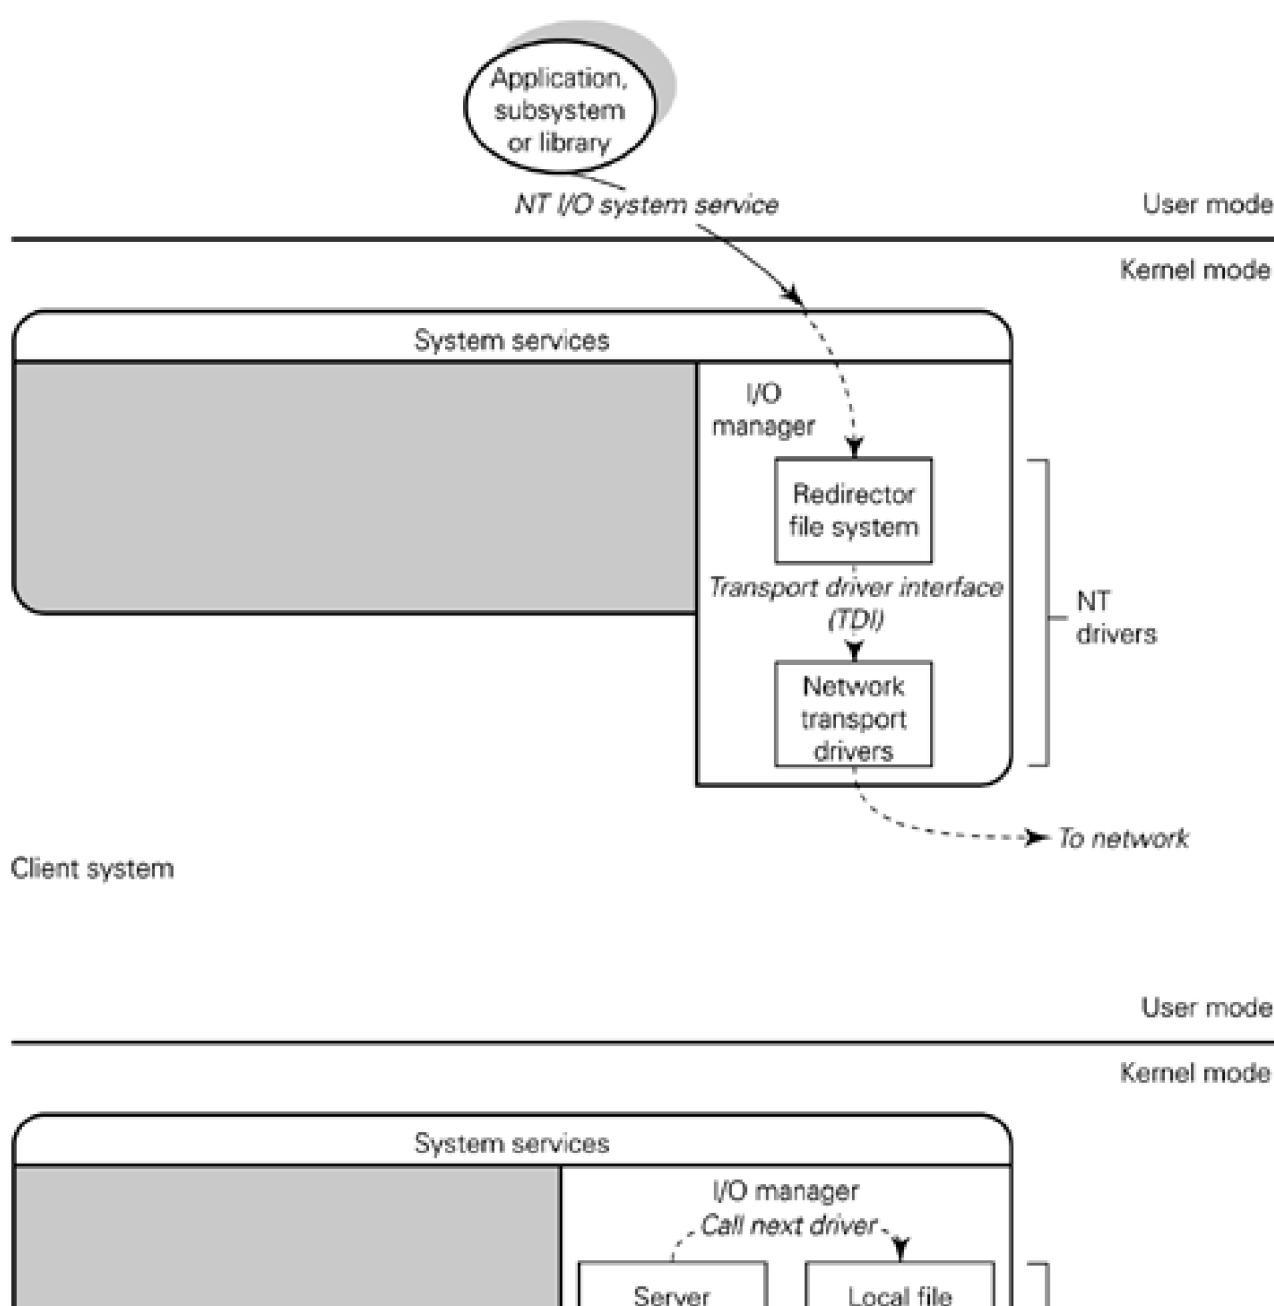 Application,
subsystem
or library
NT I/O system service
User mode
Kernel mode
System services
I/O
manager
Redirector
file system
Transport driver interface
(TDI)
NT
drivers
Network
transport
drivers
To network
Client system
User mode
Kernel mode
System services
I/O manager
Call next driver
Server
Local file